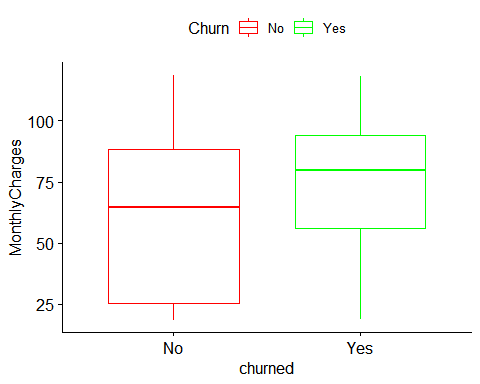 Churn No Yes
MonthlyCharges
100
75
50
25
No Yes
churned